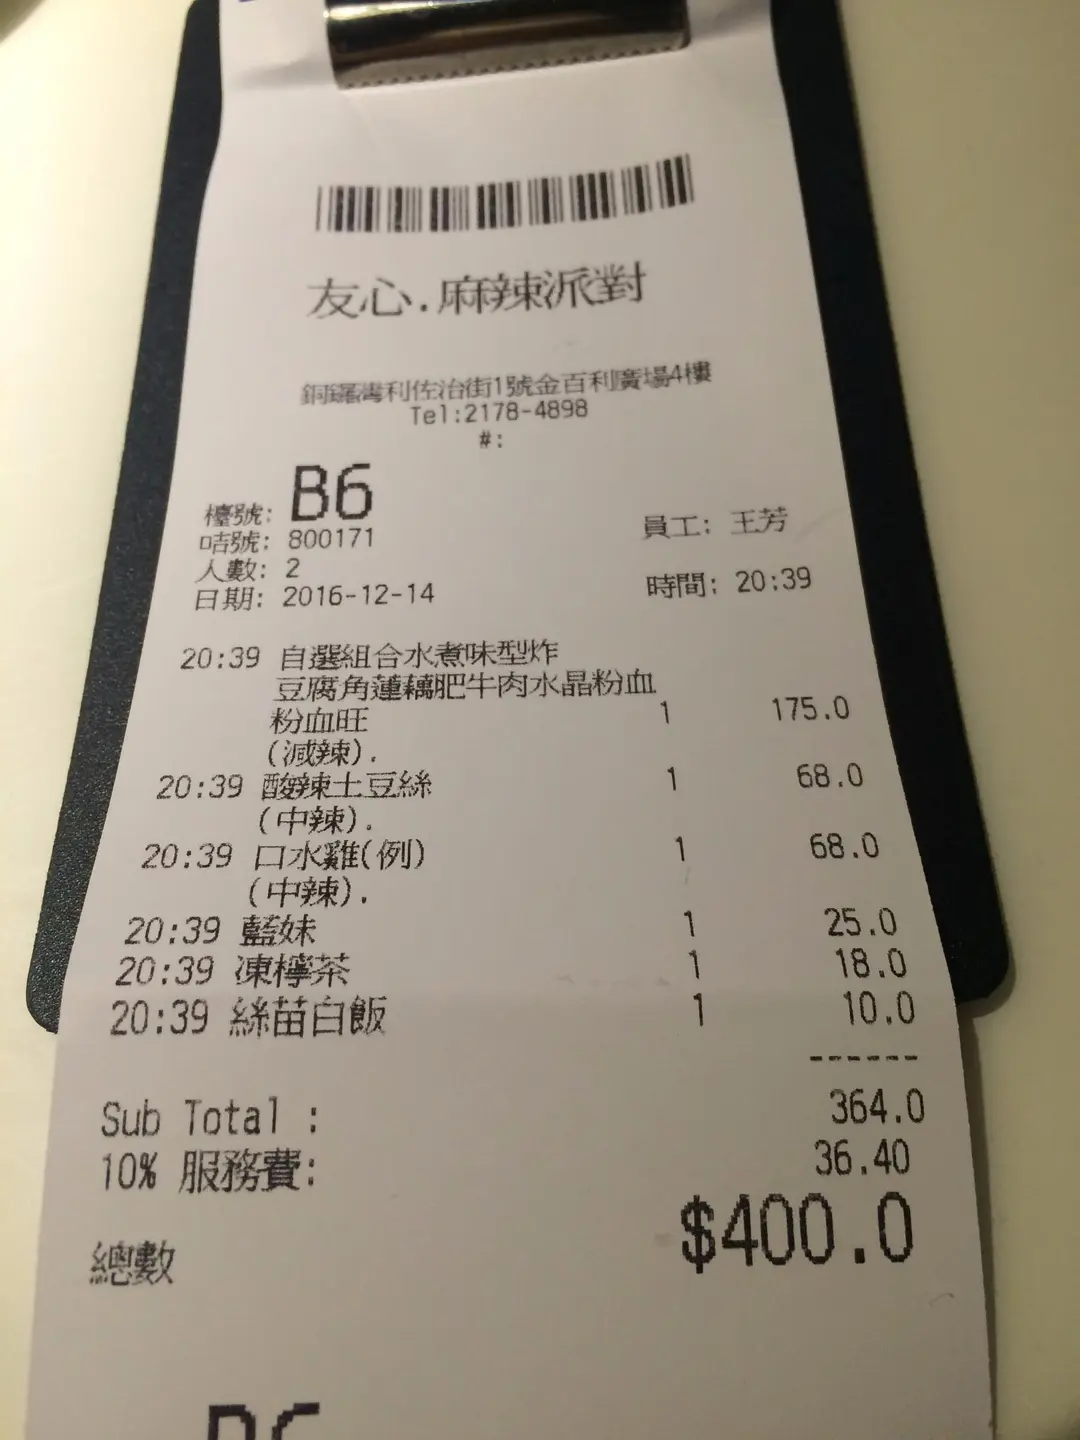 友心.麻辣派對
銅鑼灣利佐治街1號金百利廣場4樓
Tel:2178-4898
#:
檯號: B6
咭號: 800171 員工: 王芳
人數: 2
日期: 2016-12-14 時間: 20:39
20:39 自選組合水煮味型炸
豆腐角蓮藕肥牛肉水晶粉血
粉血旺 1 175.0
(減辣).
20:39 酸辣土豆絲 1 68.0
(中辣).
20:39 口水雞(例) 1 68.0
(中辣).
20:39 藍妹 1 25.0
20:39 凍檸茶 1 18.0
20:39 絲苗白飯 1 10.0
------
Sub Total : 364.0
10% 服務費: 36.40
總數 $400.0